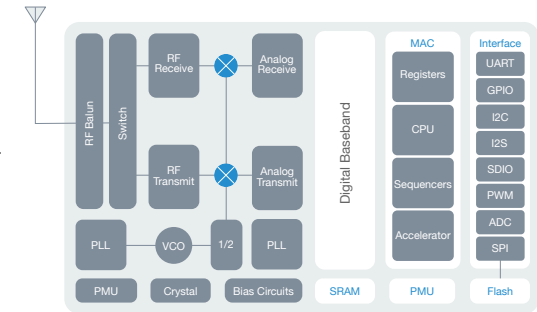 RF Balun
Switch
RF
Receive
Analog
Receive
RF
Transmit
Analog
Transmit
PLL
VCO
1/2
PLL
PMU
Crystal
Bias Circuits
Digital Baseband
SRAM
MAC
Registers
CPU
Sequencers
Accelerator
PMU
Interface
UART
GPIO
I2C
I2S
SDIO
PWM
ADC
SPI
Flash